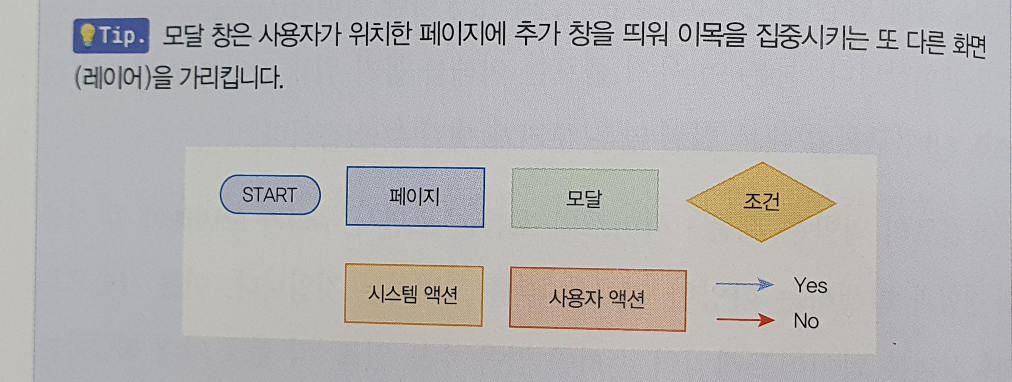 Tip. 모달 창은 사용자가 위치한 페이지에 추가 창을 띄워 이목을 집중시키는 또 다른 화면
(레이어)을 가리킵니다.
START 페이지 모달 조건
시스템 액션 사용자 액션 Yes
No